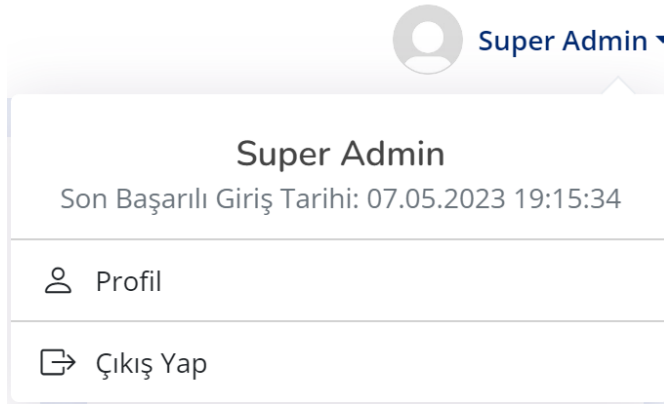 Super Admin
Super Admin
Son Başarılı Giriş Tarihi: 07.05.2023 19:15:34
Profil
Çıkış Yap